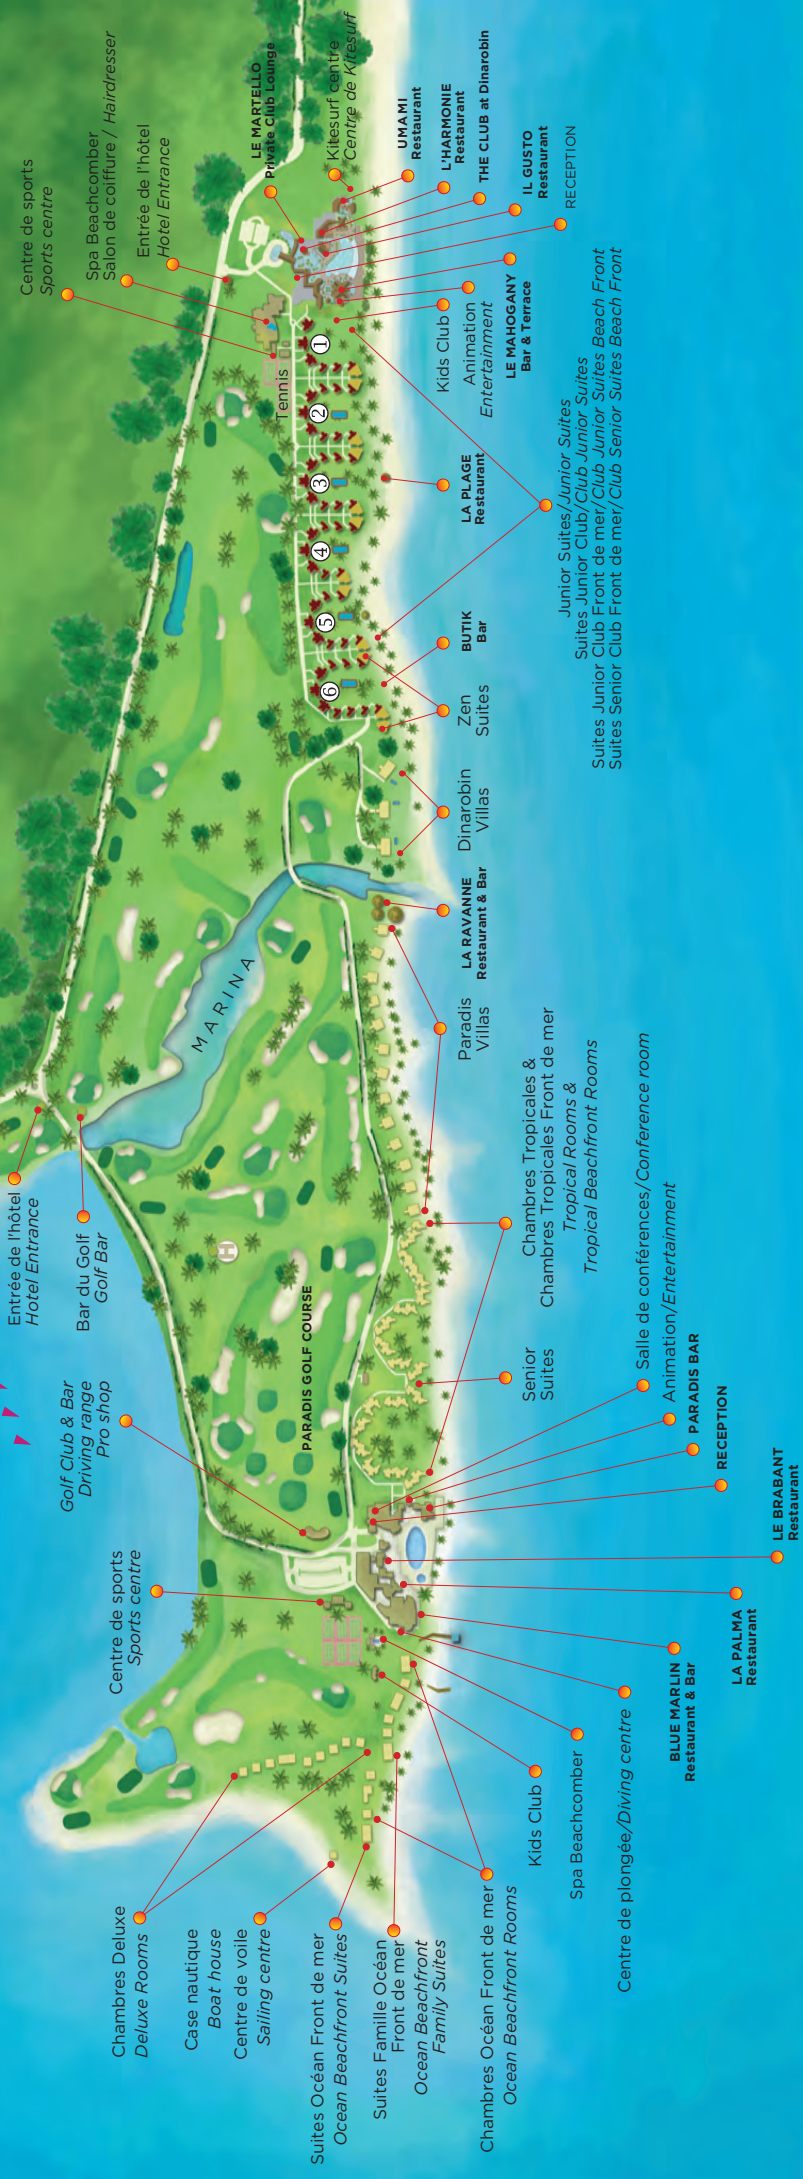 Chambres Deluxe
Deluxe Rooms
Case nautique
Boat house
Centre de voile
Sailing centre
Suites Océan Front de mer
Ocean Beachfront Suites
Suites Famille Océan
Front de mer
Ocean Beachfront
Family Suites
Chambres Océan Front de mer
Ocean Beachfront Rooms
Kids Club
Spa Beachcomber
Centre de plongée/Diving centre
BLUE MARLIN
Restaurant & Bar
LA PALMA
Restaurant
LE BRABANT
Restaurant
RECEPTION
PARADIS BAR
Animation/Entertainment
Salle de conférences/Conference room
Centre de sports
Sports centre
Golf Club & Bar
Driving range
Pro shop
PARADIS GOLF COURSE
H
Bar du Golf
Golf Bar
Entrée de l'hôtel
Hotel Entrance
Senior
Suites
Chambres Tropicales &
Chambres Tropicales Front de mer
Tropical Rooms &
Tropical Beachfront Rooms
MARINA
Paradis
Villas
LA RAVANNE
Restaurant & Bar
Dinarobin
Villas
Zen
Suites
BUTIK
Bar
LA PLAGE
Restaurant
Junior Suites/Junior Suites
Suites Junior Club/Club Junior Suites
Suites Junior Club Front de mer/Club Junior Suites Beach Front
Suites Senior Club Front de mer/Club Senior Suites Beach Front
6
5
4
3
2
1
Tennis
Kids Club
Animation
Entertainment
LE MAHOGANY
Bar & Terrace
RECEPTION
IL GUSTO
Restaurant
THE CLUB at Dinarobin
L'HARMONIE
Restaurant
UMAMI
Restaurant
Kitesurf centre
Centre de Kitesurf
LE MARTELLO
Private Club Lounge
Entrée de l'hôtel
Hotel Entrance
Spa Beachcomber
Salon de coiffure / Hairdresser
Centre de sports
Sports centre